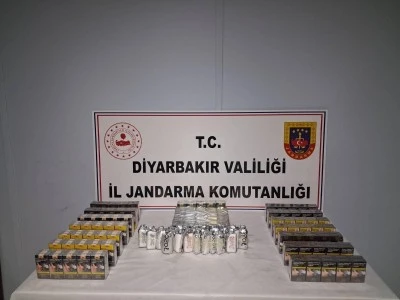 T.C.
DİYARBAKIR VALİLİĞİ
İL JANDARMA KOMUTANLIĞI